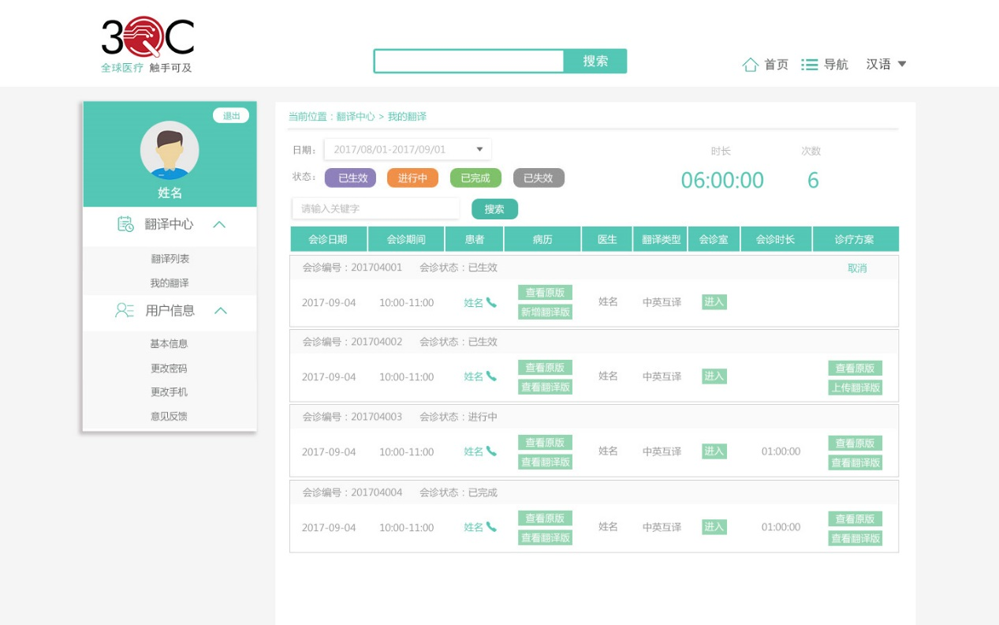 3QC
全球医疗 触手可及
搜索
首页 导航 汉语
退出
姓名
翻译中心
翻译列表
我的翻译
用户信息
基本信息
更改密码
更改手机
意见反馈
当前位置：翻译中心 > 我的翻译
日期： 2017/08/01-2017/09/01
时长 次数
状态： 已生效 进行中 已完成 已失效
06:00:00 6
请输入关键字 搜索
会诊日期 会诊期间 患者 病历 医生 翻译类型 会诊室 会诊时长 诊疗方案
会诊编号：201704001 会诊状态：已生效 取消
查看原版
2017-09-04 10:00-11:00 姓名 姓名 中英互译 进入
新增翻译版
会诊编号：201704002 会诊状态：已生效
查看原版 查看原版
2017-09-04 10:00-11:00 姓名 姓名 中英互译 进入
查看翻译版 上传翻译版
会诊编号：201704003 会诊状态：进行中
查看原版 查看原版
2017-09-04 10:00-11:00 姓名 姓名 中英互译 进入 01:00:00
查看翻译版 查看翻译版
会诊编号：201704004 会诊状态：已完成
查看原版 查看原版
2017-09-04 10:00-11:00 姓名 姓名 中英互译 进入 01:00:00
查看翻译版 查看翻译版